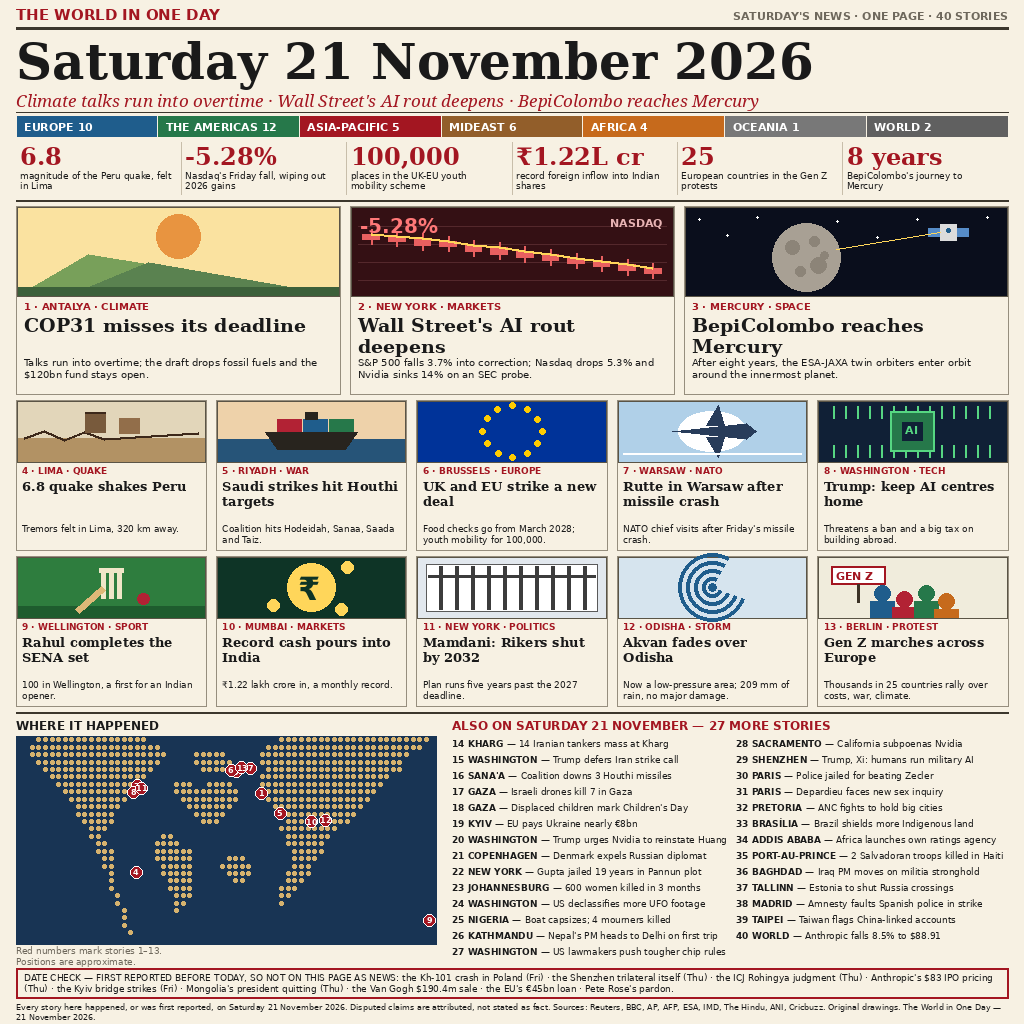 THE WORLD IN ONE DAY
SATURDAY'S NEWS · ONE PAGE · 40 STORIES
Saturday 21 November 2026
Climate talks run into overtime · Wall Street's AI rout deepens · BepiColombo reaches Mercury
EUROPE 10
THE AMERICAS 12
ASIA-PACIFIC 5
MIDEAST 6
AFRICA 4
OCEANIA 1
WORLD 2
6.8
magnitude of the Peru quake, felt
in Lima
-5.28%
Nasdaq's Friday fall, wiping out
2026 gains
100,000
places in the UK-EU youth
mobility scheme
₹1.22L cr
record foreign inflow into Indian
shares
25
European countries in the Gen Z
protests
8 years
BepiColombo's journey to
Mercury
1 · ANTALYA · CLIMATE
COP31 misses its deadline
Talks run into overtime; the draft drops fossil fuels and the
$120bn fund stays open.
-5.28%
NASDAQ
2 · NEW YORK · MARKETS
Wall Street's AI rout
deepens
S&P 500 falls 3.7% into correction; Nasdaq drops 5.3% and
Nvidia sinks 14% on an SEC probe.
3 · MERCURY · SPACE
BepiColombo reaches
Mercury
After eight years, the ESA-JAXA twin orbiters enter orbit
around the innermost planet.
4 · LIMA · QUAKE
6.8 quake shakes Peru
Tremors felt in Lima, 320 km away.
5 · RIYADH · WAR
Saudi strikes hit Houthi
targets
Coalition hits Hodeidah, Sanaa, Saada
and Taiz.
6 · BRUSSELS · EUROPE
UK and EU strike a new
deal
Food checks go from March 2028;
youth mobility for 100,000.
7 · WARSAW · NATO
Rutte in Warsaw after
missile crash
NATO chief visits after Friday's missile
crash.
AI
8 · WASHINGTON · TECH
Trump: keep AI centres
home
Threatens a ban and a big tax on
building abroad.
9 · WELLINGTON · SPORT
Rahul completes the
SENA set
100 in Wellington, a first for an Indian
opener.
₹
10 · MUMBAI · MARKETS
Record cash pours into
India
₹1.22 lakh crore in, a monthly record.
11 · NEW YORK · POLITICS
Mamdani: Rikers shut
by 2032
Plan runs five years past the 2027
deadline.
12 · ODISHA · STORM
Akvan fades over
Odisha
Now a low-pressure area; 209 mm of
rain, no major damage.
GEN Z
13 · BERLIN · PROTEST
Gen Z marches across
Europe
Thousands in 25 countries rally over
costs, war, climate.
WHERE IT HAPPENED
6
13
7
11
8
1
5
10
12
4
9
Red numbers mark stories 1–13.
Positions are approximate.
ALSO ON SATURDAY 21 NOVEMBER — 27 MORE STORIES
14 KHARG — 14 Iranian tankers mass at Kharg
15 WASHINGTON — Trump defers Iran strike call
16 SANA'A — Coalition downs 3 Houthi missiles
17 GAZA — Israeli drones kill 7 in Gaza
18 GAZA — Displaced children mark Children's Day
19 KYIV — EU pays Ukraine nearly €8bn
20 WASHINGTON — Trump urges Nvidia to reinstate Huang
21 COPENHAGEN — Denmark expels Russian diplomat
22 NEW YORK — Gupta jailed 19 years in Pannun plot
23 JOHANNESBURG — 600 women killed in 3 months
24 WASHINGTON — US declassifies more UFO footage
25 NIGERIA — Boat capsizes; 4 mourners killed
26 KATHMANDU — Nepal's PM heads to Delhi on first trip
27 WASHINGTON — US lawmakers push tougher chip rules
28 SACRAMENTO — California subpoenas Nvidia
29 SHENZHEN — Trump, Xi: humans run military AI
30 PARIS — Police jailed for beating Zecler
31 PARIS — Depardieu faces new sex inquiry
32 PRETORIA — ANC fights to hold big cities
33 BRASÍLIA — Brazil shields more Indigenous land
34 ADDIS ABABA — Africa launches own ratings agency
35 PORT-AU-PRINCE — 2 Salvadoran troops killed in Haiti
36 BAGHDAD — Iraq PM moves on militia stronghold
37 TALLINN — Estonia to shut Russia crossings
38 MADRID — Amnesty faults Spanish police in strike
39 TAIPEI — Taiwan flags China-linked accounts
40 WORLD — Anthropic falls 8.5% to $88.91
DATE CHECK — FIRST REPORTED BEFORE TODAY, SO NOT ON THIS PAGE AS NEWS: the Kh-101 crash in Poland (Fri) · the Shenzhen trilateral itself (Thu) · the ICJ Rohingya judgment (Thu) · Anthropic's $83 IPO pricing
(Thu) · the Kyiv bridge strikes (Fri) · Mongolia's president quitting (Thu) · the Van Gogh $190.4m sale · the EU's €45bn loan · Pete Rose's pardon.
Every story here happened, or was first reported, on Saturday 21 November 2026. Disputed claims are attributed, not stated as fact. Sources: Reuters, BBC, AP, AFP, ESA, IMD, The Hindu, ANI, Cricbuzz. Original drawings. The World in One Day —
21 November 2026.